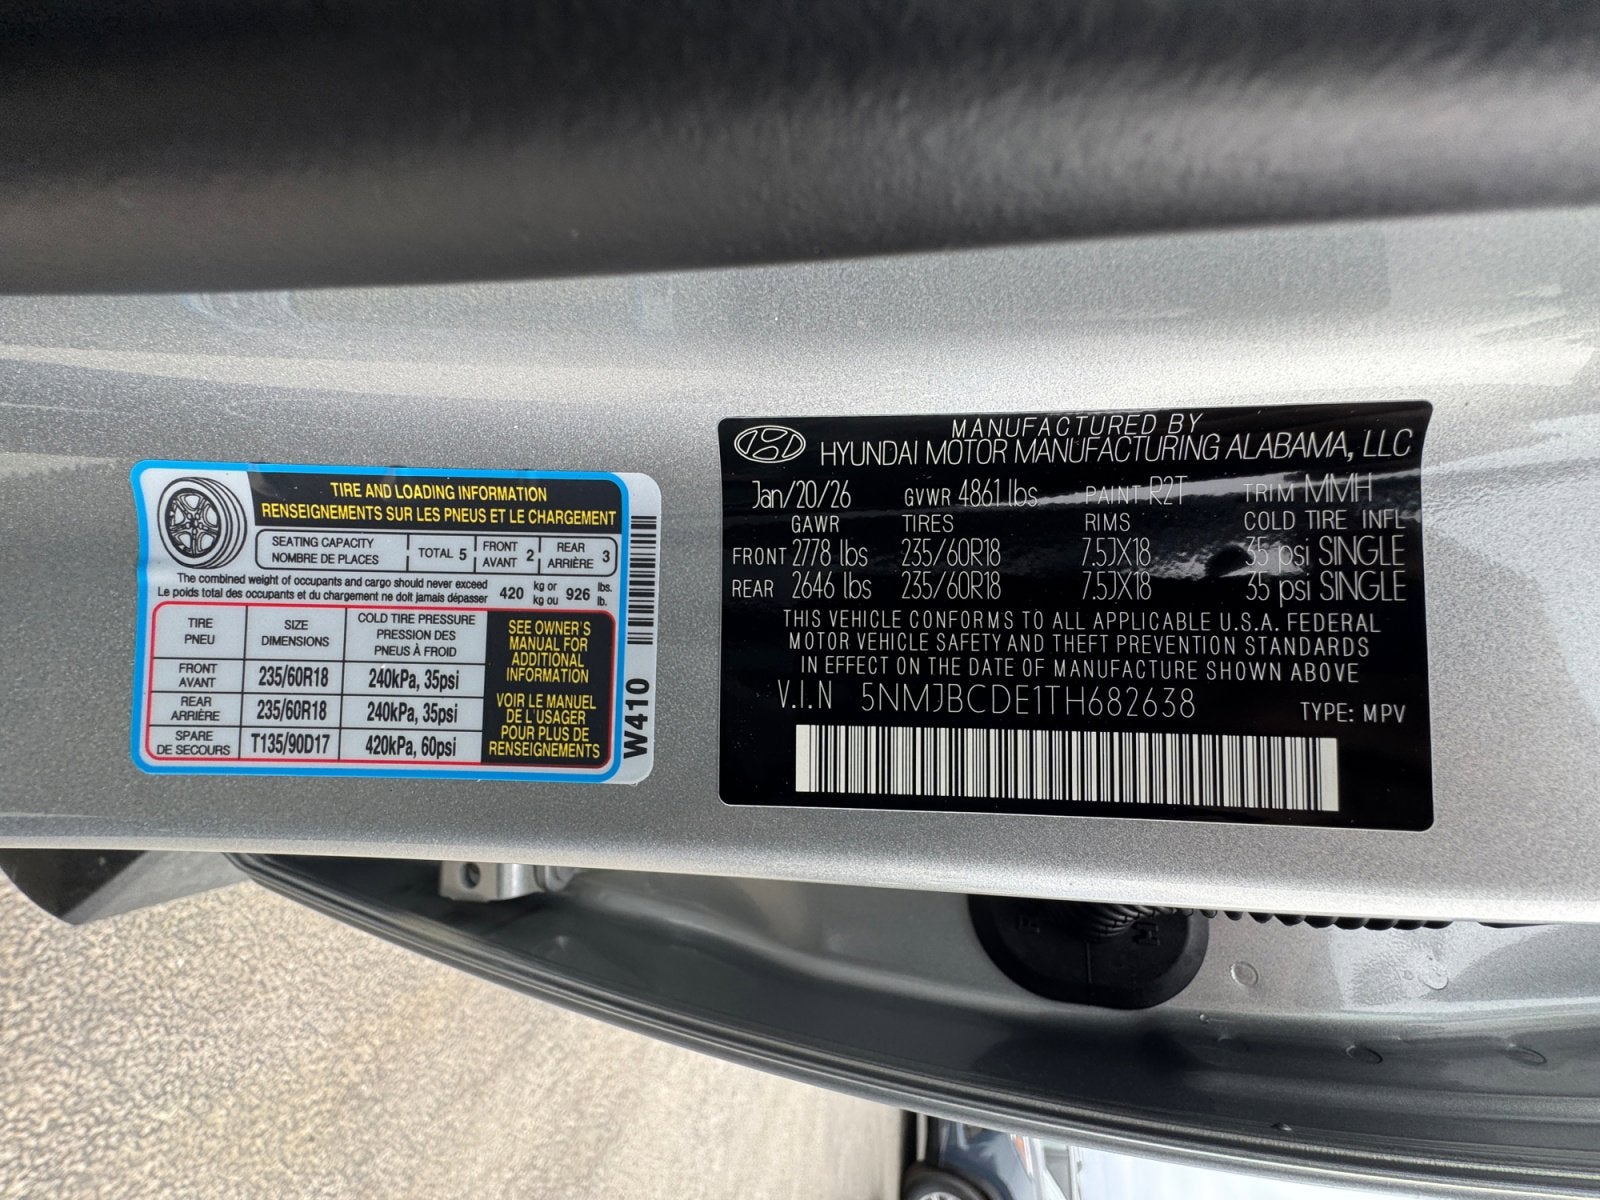 TIRE AND LOADING INFORMATION
RENSEIGNEMENTS SUR LES PNEUS ET LE CHARGEMENT
SEATING CAPACITY
NOMBRE DE PLACES
TOTAL 5
FRONT
AVANT 2
REAR
ARRIÈRE 3
The combined weight of occupants and cargo should never exceed
Le poids total des occupants et du chargement ne doit jamais dépasser
420 kg or
kg ou 926 lbs.
lb.
TIRE
PNEU
SIZE
DIMENSIONS
COLD TIRE PRESSURE
PRESSION DES
PNEUS À FROID
FRONT
AVANT
235/60R18
240kPa, 35psi
REAR
ARRIÈRE
235/60R18
240kPa, 35psi
SPARE
DE SECOURS
T135/90D17
420kPa, 60psi
SEE OWNER'S
MANUAL FOR
ADDITIONAL
INFORMATION
VOIR LE MANUEL
DE L'USAGER
POUR PLUS DE
RENSEIGNEMENTS
W410
MANUFACTURED BY
HYUNDAI MOTOR MANUFACTURING ALABAMA, LLC
Jan/20/26 GVWR 4861 lbs PAINT R2T TRIM MMH
GAWR TIRES RIMS COLD TIRE INFL
FRONT 2778 lbs 235/60R18 7.5JX18 35 psi SINGLE
REAR 2646 lbs 235/60R18 7.5JX18 35 psi SINGLE
THIS VEHICLE CONFORMS TO ALL APPLICABLE U.S.A. FEDERAL
MOTOR VEHICLE SAFETY AND THEFT PREVENTION STANDARDS
IN EFFECT ON THE DATE OF MANUFACTURE SHOWN ABOVE
V.I.N 5NMJBCDE1TH682638
TYPE: MPV